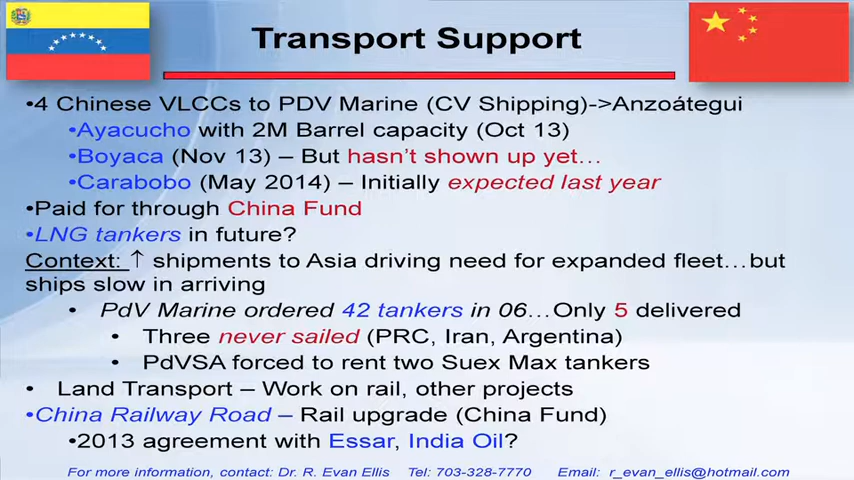 Transport Support
•4 Chinese VLCCs to PDV Marine (CV Shipping)->Anzoátegui
•Ayacucho with 2M Barrel capacity (Oct 13)
•Boyaca (Nov 13) – But hasn't shown up yet…
•Carabobo (May 2014) – Initially expected last year
•Paid for through China Fund
•LNG tankers in future?
Context: ↑ shipments to Asia driving need for expanded fleet…but
ships slow in arriving
• PdV Marine ordered 42 tankers in 06…Only 5 delivered
• Three never sailed (PRC, Iran, Argentina)
• PdVSA forced to rent two Suex Max tankers
• Land Transport – Work on rail, other projects
•China Railway Road – Rail upgrade (China Fund)
•2013 agreement with Essar, India Oil?
For more information, contact: Dr. R. Evan Ellis Tel: 703-328-7770 Email: r_evan_ellis@hotmail.com